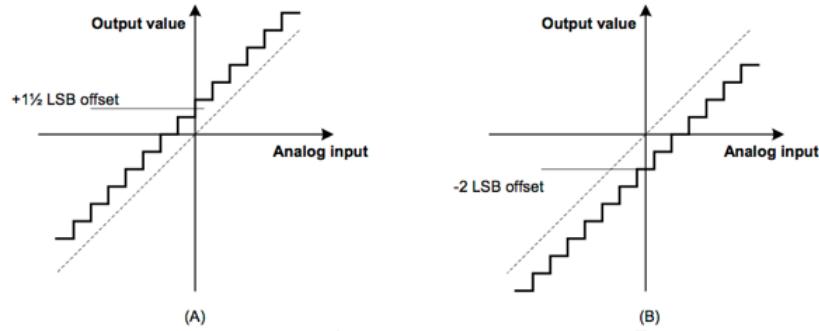 Output value
+1½ LSB offset
Analog input
(A)
Output value
Analog input
-2 LSB offset
(B)